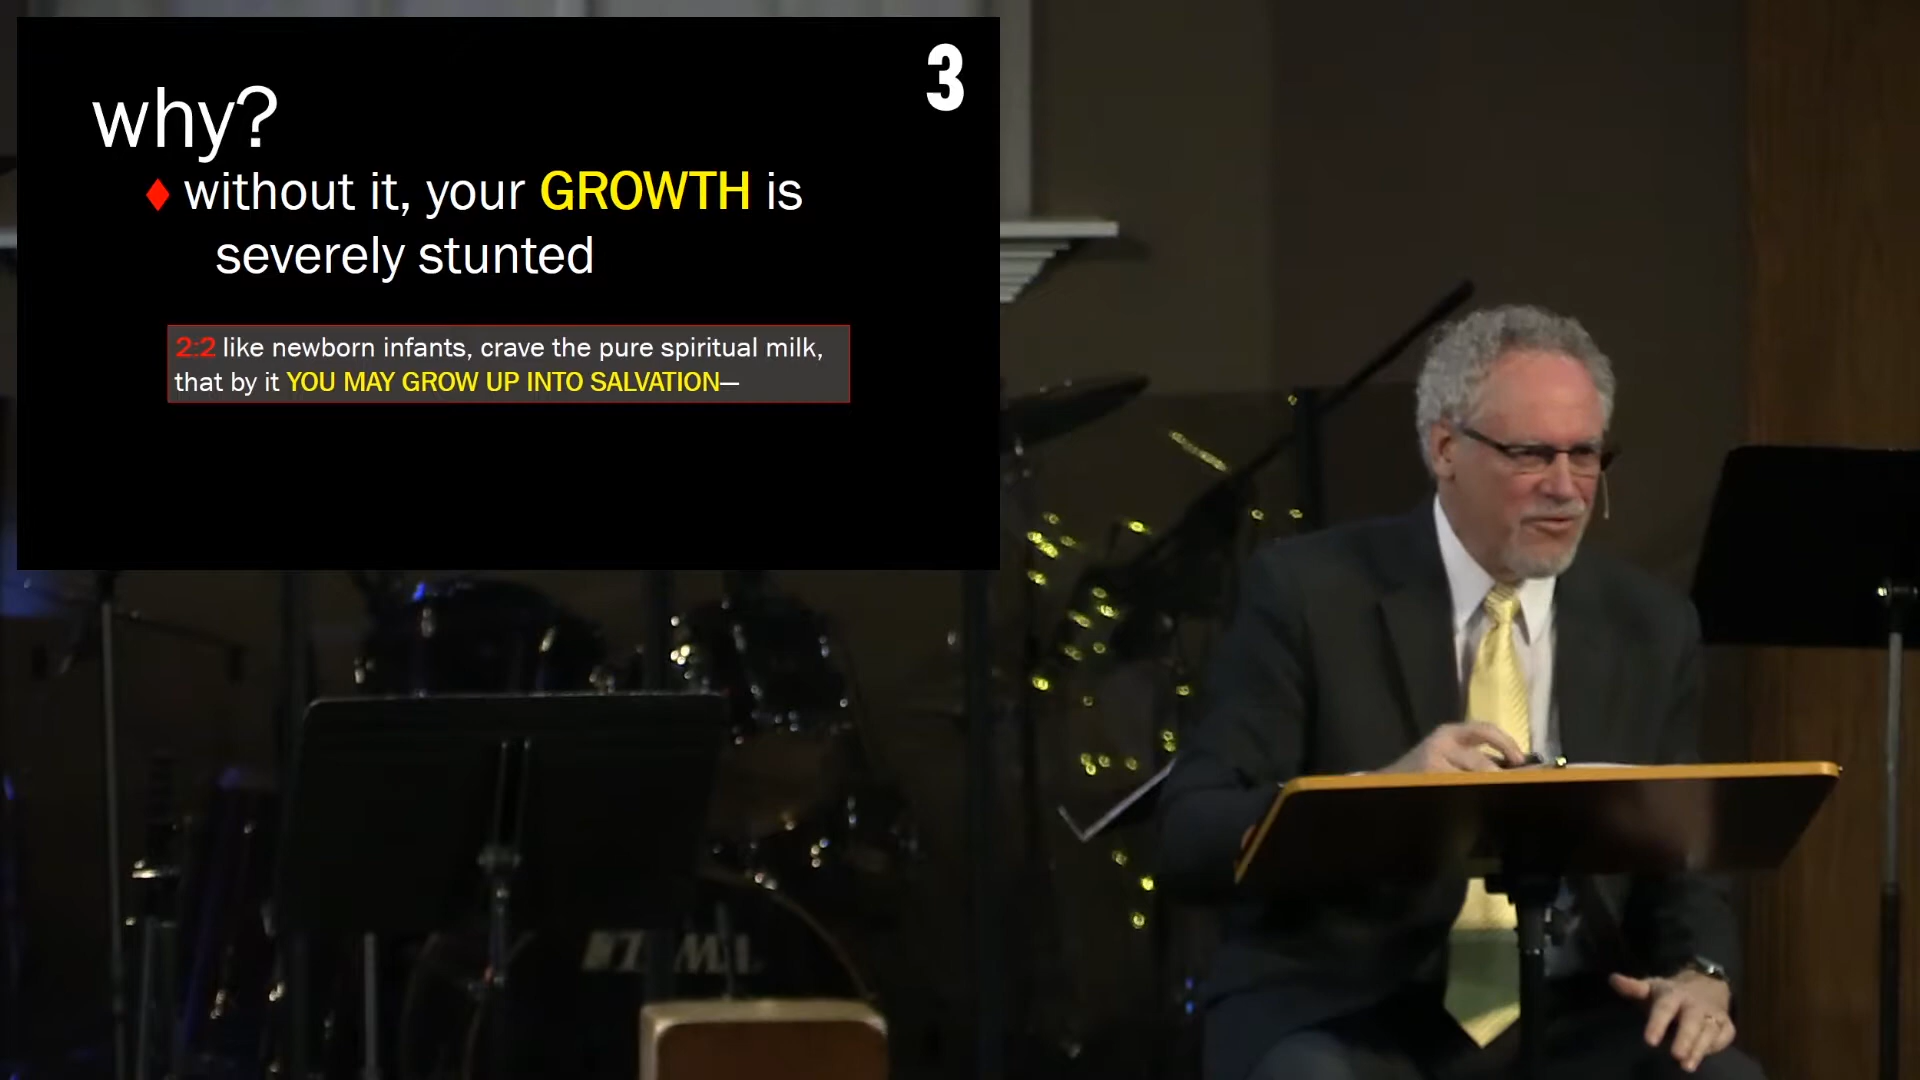 3
why?
♦ without it, your GROWTH is
severely stunted
2:2 like newborn infants, crave the pure spiritual milk,
that by it YOU MAY GROW UP INTO SALVATION—
TAMA